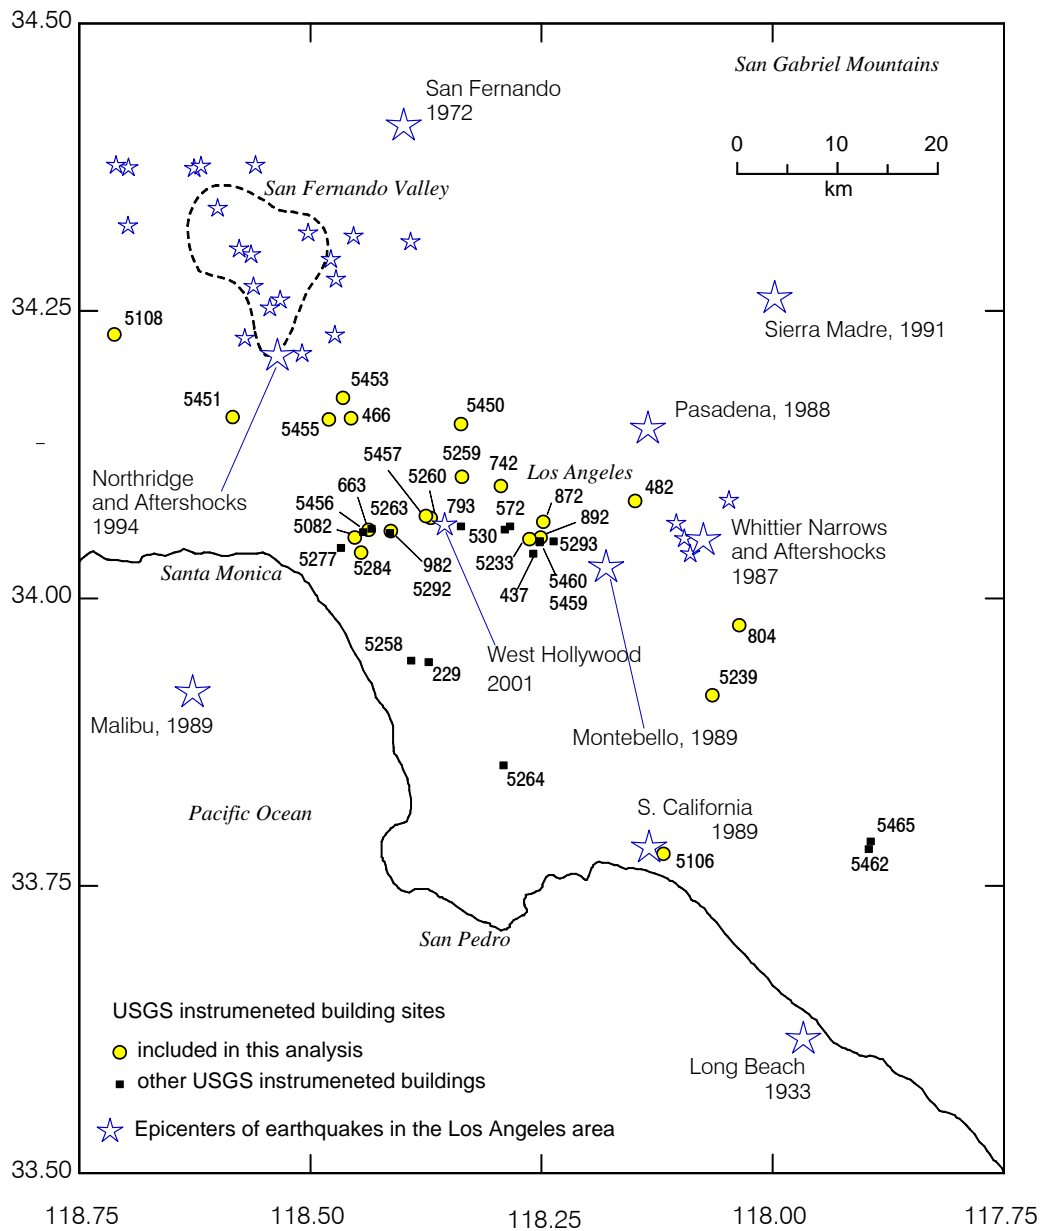 34.50
San Gabriel Mountains
San Fernando
1972
0 10 20
km
San Fernando Valley
34.25
5108
Sierra Madre, 1991
5453
5451
466
5455
5450
Pasadena, 1988
5457
5259
742
Los Angeles
Northridge
and Aftershocks
1994
5260
482
663
5456
5263
793
572
872
5082
530
892
Whittier Narrows
and Aftershocks
1987
5277
5284
982
5292
5233
5293
437
5460
5459
Santa Monica
34.00
804
5258
229
West Hollywood
2001
5239
Malibu, 1989
Montebello, 1989
5264
Pacific Ocean
S. California
1989
5106
5465
5462
33.75
San Pedro
USGS instrumeneted building sites
included in this analysis
other USGS instrumeneted buildings
Epicenters of earthquakes in the Los Angeles area
Long Beach
1933
33.50
118.75 118.50 118.25 118.00 117.75